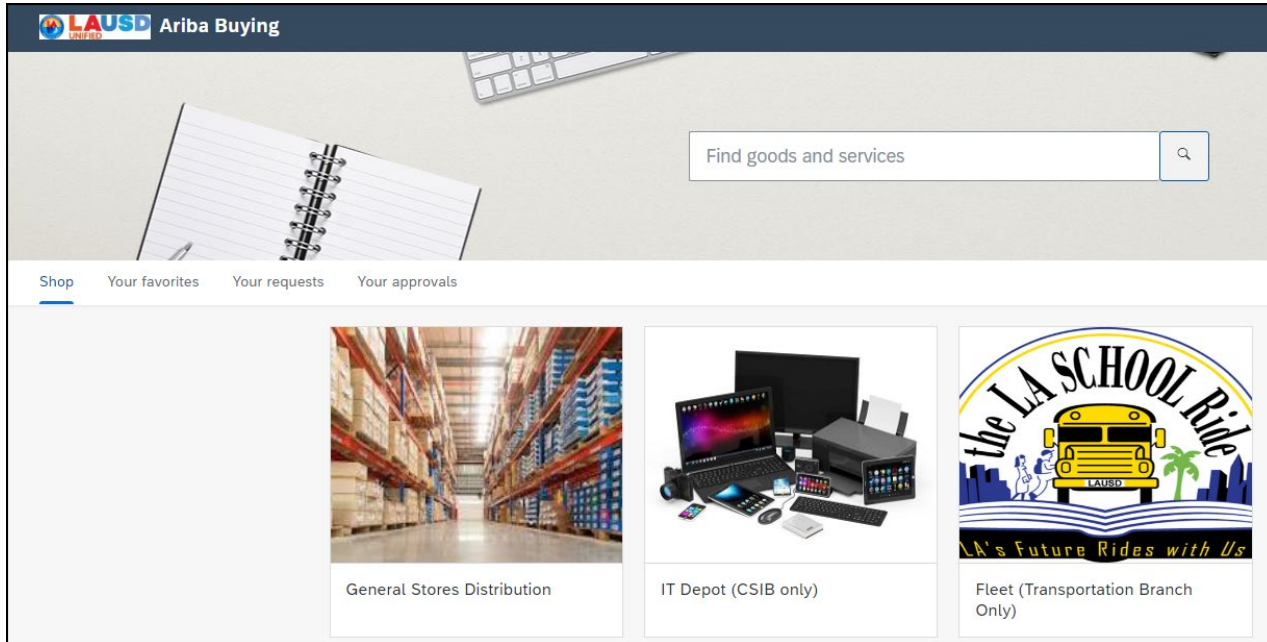 LAUSD
UNIFIED
Ariba Buying
Find goods and services
Shop Your favorites Your requests Your approvals
the LA SCHOOL Ride
LAUSD
LA's Future Rides with Us
General Stores Distribution
IT Depot (CSIB only)
Fleet (Transportation Branch
Only)